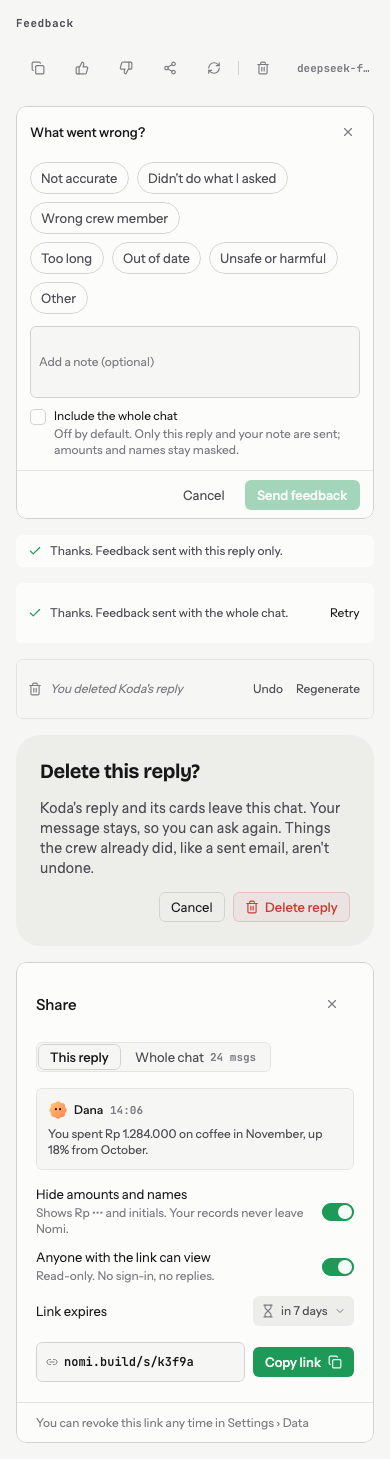 Feedback
deepseek-f…
What went wrong?
Not accurate
Didn't do what I asked
Wrong crew member
Too long
Out of date
Unsafe or harmful
Other
Add a note (optional)
Include the whole chat
Off by default. Only this reply and your note are sent;
amounts and names stay masked.
Cancel
Send feedback
Thanks. Feedback sent with this reply only.
Thanks. Feedback sent with the whole chat.
Retry
You deleted Koda's reply
Undo
Regenerate
Delete this reply?
Koda's reply and its cards leave this chat. Your
message stays, so you can ask again. Things
the crew already did, like a sent email, aren't
undone.
Cancel
Delete reply
Share
This reply
Whole chat 24 msgs
Dana 14:06
You spent Rp 1.284.000 on coffee in November, up
18% from October.
Hide amounts and names
Shows Rp ••• and initials. Your records never leave
Nomi.
Anyone with the link can view
Read-only. No sign-in, no replies.
Link expires
in 7 days
nomi.build/s/k3f9a
Copy link
You can revoke this link any time in Settings › Data